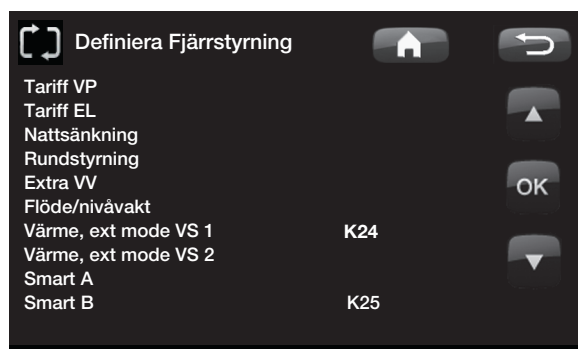 Definiera Fjärrstyrning
Tariff VP
Tariff EL
Nattsänkning
Rundstyrning
Extra VV
Flöde/nivåvakt
OK
Värme, ext mode VS 1 K24
Värme, ext mode VS 2
Smart A
Smart B K25